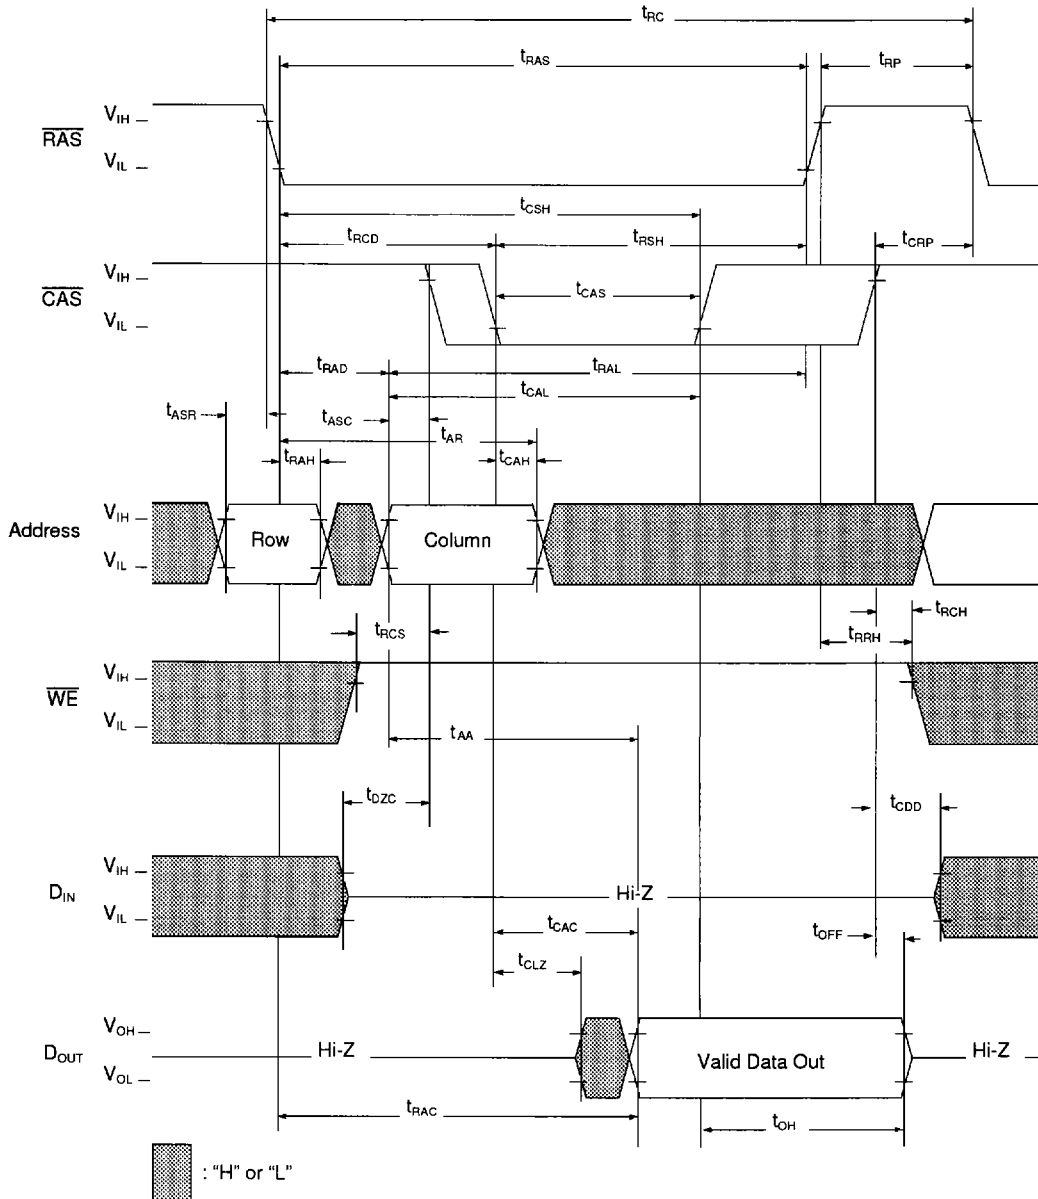 tRC
tRAS
tRP
RAS
VIH
VIL
tCSH
tRCD
tRSH
tCRP
CAS
VIH
VIL
tCAS
tRAD
tRAL
tCAL
tASR
tASC
tAR
tRAH
tCAH
Address
VIH
VIL
Row
Column
tRCS
tRCH
tRRH
WE
VIH
VIL
tAA
tDZC
tCDD
DIN
VIH
VIL
Hi-Z
tCAC
tOFF
tCLZ
DOUT
VOH
VOL
Hi-Z
Valid Data Out
Hi-Z
tRAC
tOH
: "H" or "L"